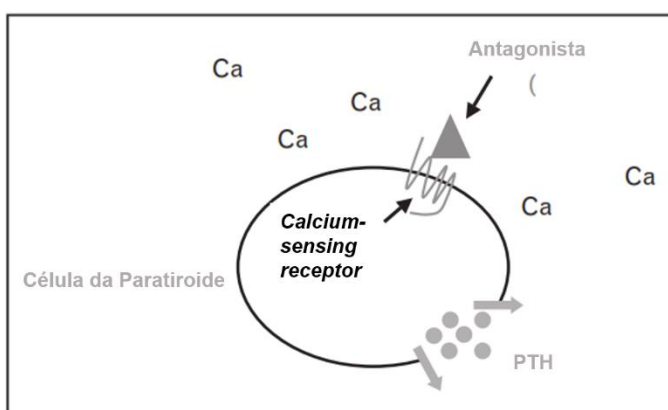 Antagonista
(
Ca
Ca
Ca
Ca
Ca
Calcium-
sensing
receptor
Célula da Paratiroide
PTH